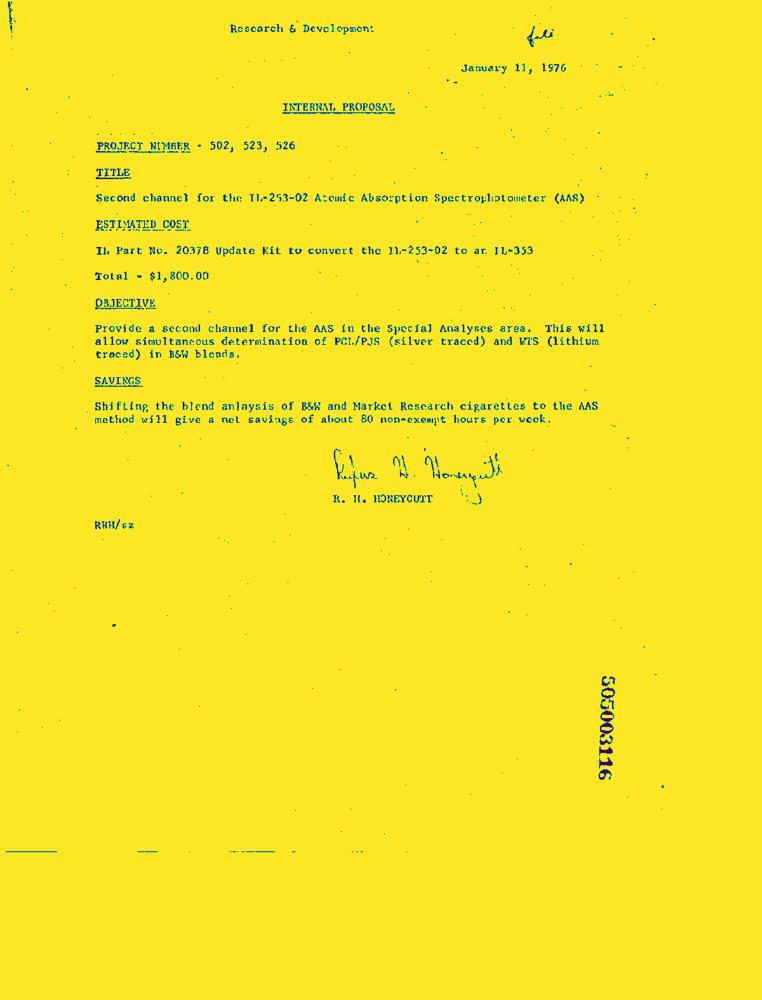 Research & Development
file
January 11, 1976
INTERNAL PROPOSAL
PROJECT NUMBER - 502, 523, 526
TITLE
Second channel for the IL-253-02 Atomic Absorption Spectrophotometer (AAS)
ESTIMATED COST
IL Part No. 20378 Update Kit to convert the IL-253-02 to an IL-353
Total - $1,800.00
OBJECTIVE
Provide a second channel for the AAS in the Special Analyses area. This will
allow simultaneous determination of PCL/PJS (silver traced) and WTS (lithium
traced) in B&W blends.
SAVINGS
Shifting the blend anlaysis of B&W and Market Research cigarettes to the AAS
method will give a net savings of about 80 non-exempt hours per week.
Rufus H. Honeycutt
R. H. HONEYCUTT
RHH/sz
505003116